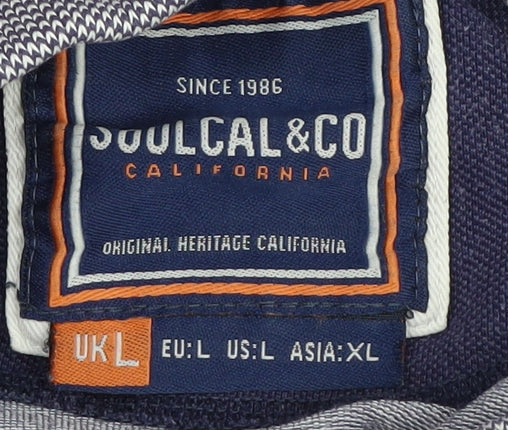 SINCE 1986
SOULCAL&CO
CALIFORNIA
ORIGINAL HERITAGE CALIFORNIA
UK L EU:L US:L ASIA:XL